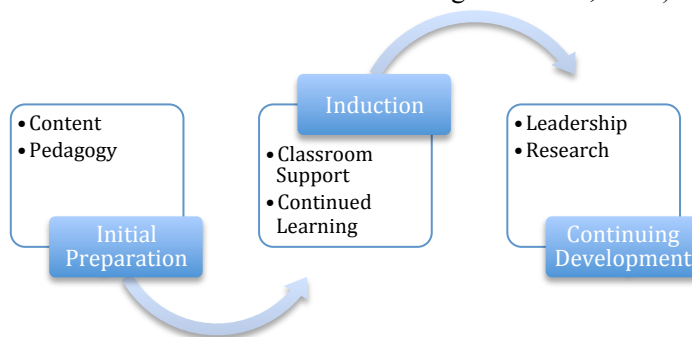 • Content
• Pedagogy
Initial
Preparation
Induction
• Classroom
Support
• Continued
Learning
• Leadership
• Research
Continuing
Development